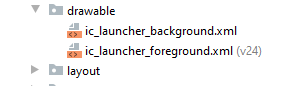 drawable
ic_launcher_background.xml
ic_launcher_foreground.xml (v24)
layout